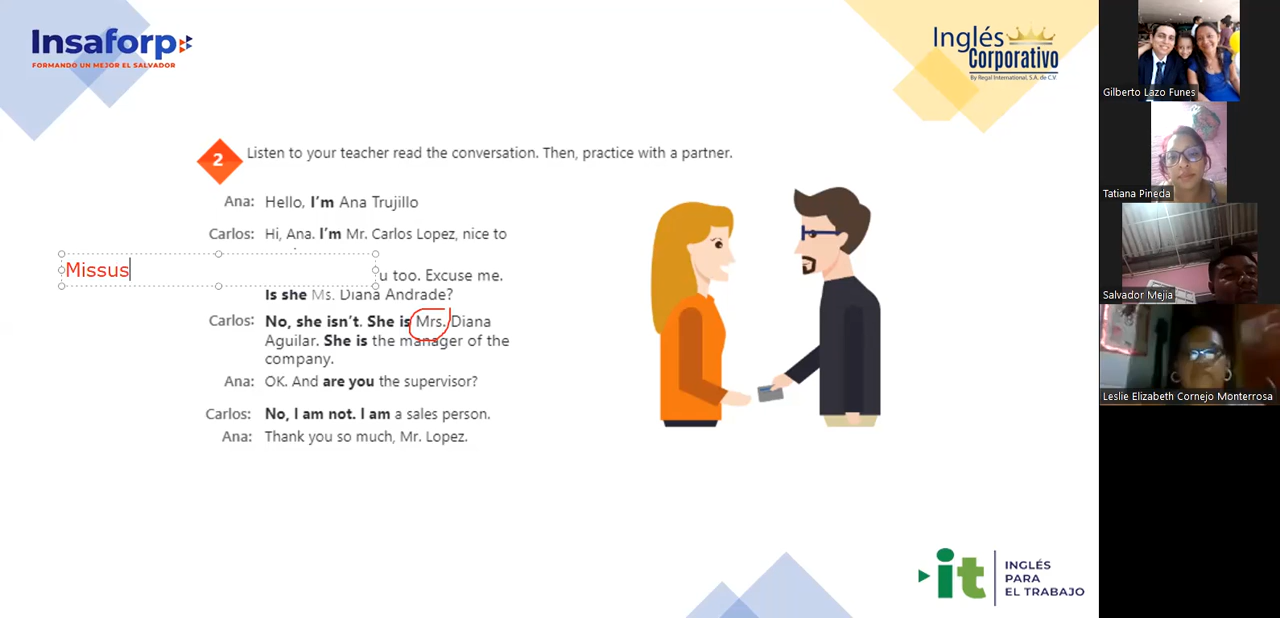 Insaforp
FORMANDO UN MEJOR EL SALVADOR
Inglés
Corporativo
By Regal International, S.A. de C.V.
2 Listen to your teacher read the conversation. Then, practice with a partner.
Ana: Hello, I'm Ana Trujillo
Carlos: Hi, Ana. I'm Mr. Carlos Lopez, nice to
Missus
u too. Excuse me.
Is she Ms. Diana Andrade?
Carlos: No, she isn't. She is Mrs. Diana
Aguilar. She is the manager of the
company.
Ana: OK. And are you the supervisor?
Carlos: No, I am not. I am a sales person.
Ana: Thank you so much, Mr. Lopez.
it
INGLÉS
PARA
EL TRABAJO
Gilberto Lazo Funes
Tatiana Pineda
Salvador Mejia
Leslie Elizabeth Cornejo Monterrosa